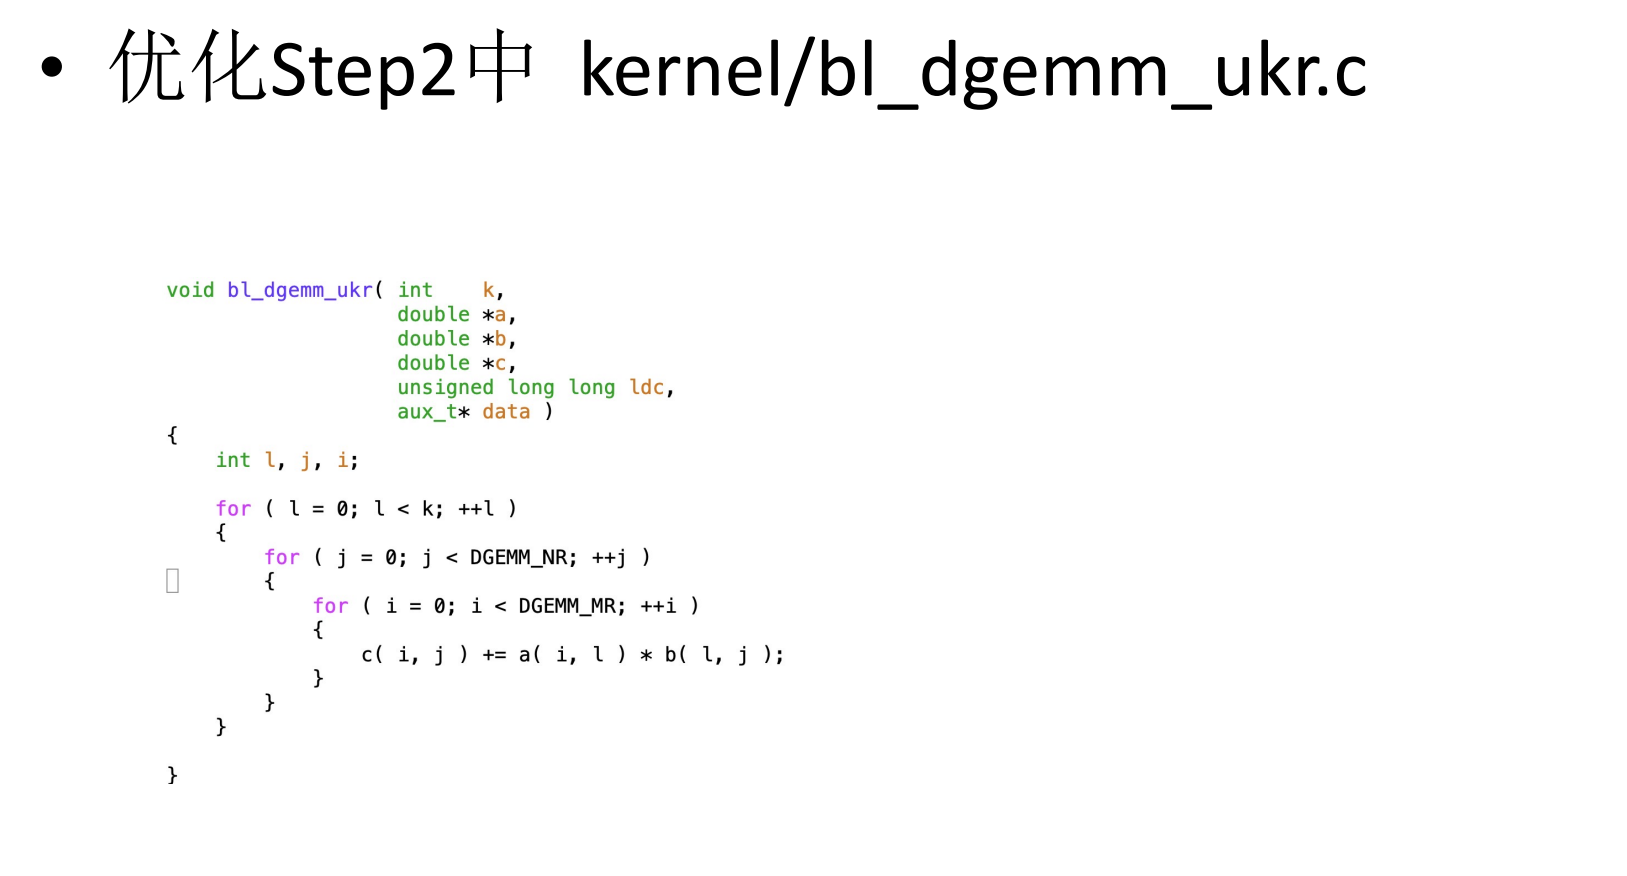 • 优化Step2中 kernel/bl_dgemm_ukr.c
void bl_dgemm_ukr( int    k,
                   double *a,
                   double *b,
                   double *c,
                   unsigned long long ldc,
                   aux_t* data )
{
    int l, j, i;
    for ( l = 0; l < k; ++l )
    {
        for ( j = 0; j < DGEMM_NR; ++j )
        {
            for ( i = 0; i < DGEMM_MR; ++i )
            {
                c( i, j ) += a( i, l ) * b( l, j );
            }
        }
    }
}